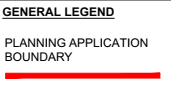 GENERAL LEGEND
PLANNING APPLICATION
BOUNDARY